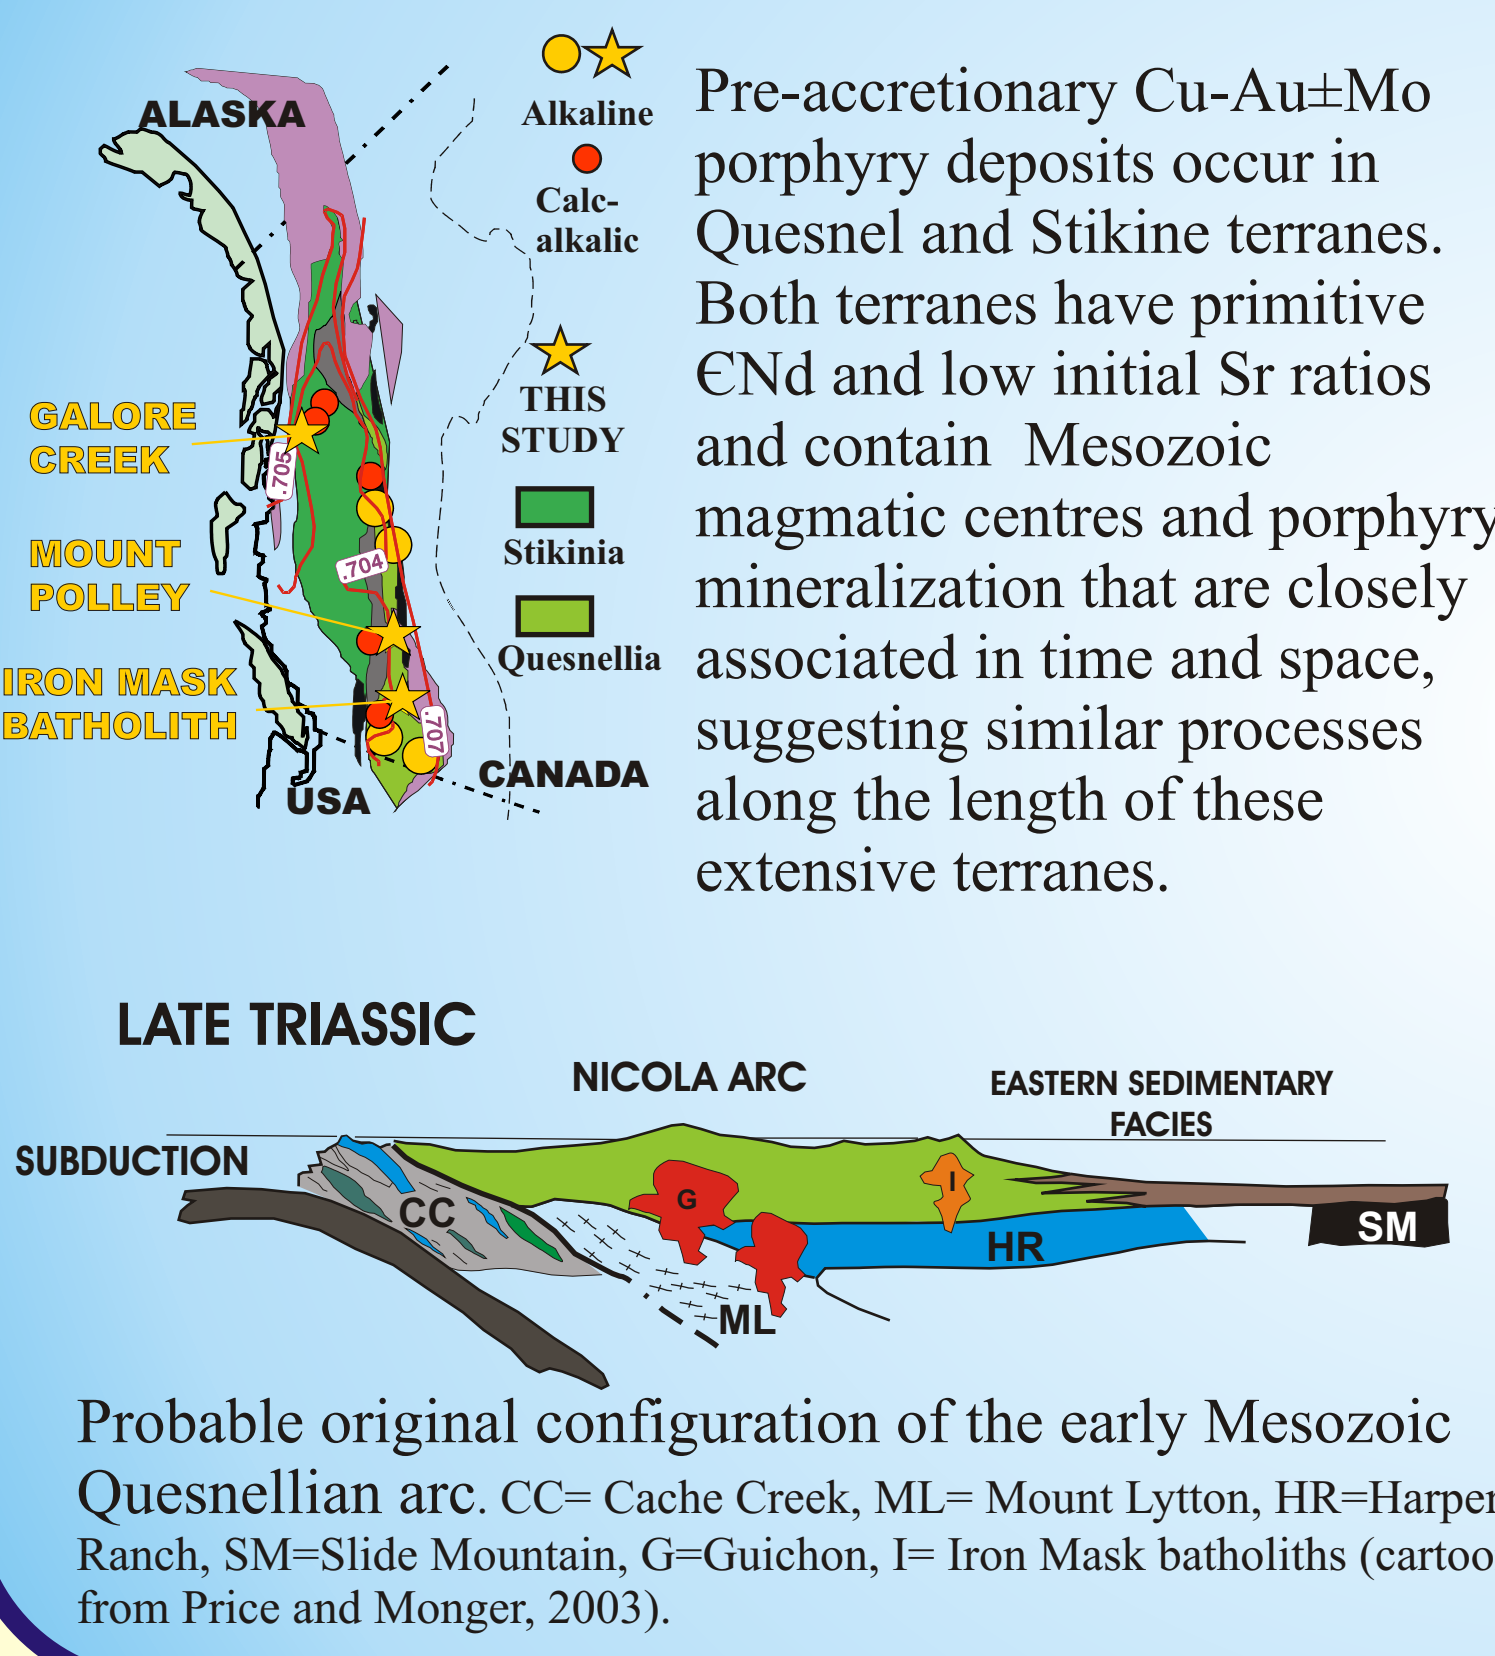 ALASKA
GALORE
CREEK
MOUNT
POLLEY
IRON MASK
BATHOLITH
.705
.704
.707
USA
CANADA
Alkaline
Calc-
alkalic
THIS
STUDY
Stikinia
Quesnellia
Pre-accretionary Cu-Au±Mo
porphyry deposits occur in
Quesnel and Stikine terranes.
Both terranes have primitive
ЄNd and low initial Sr ratios
and contain Mesozoic
magmatic centres and porphyry
mineralization that are closely
associated in time and space,
suggesting similar processes
along the length of these
extensive terranes.
LATE TRIASSIC
NICOLA ARC
EASTERN SEDIMENTARY
FACIES
SUBDUCTION
CC
G
I
HR
SM
ML
Probable original configuration of the early Mesozoic
Quesnellian arc. CC= Cache Creek, ML= Mount Lytton, HR=Harper
Ranch, SM=Slide Mountain, G=Guichon, I= Iron Mask batholiths (cartoo
from Price and Monger, 2003).